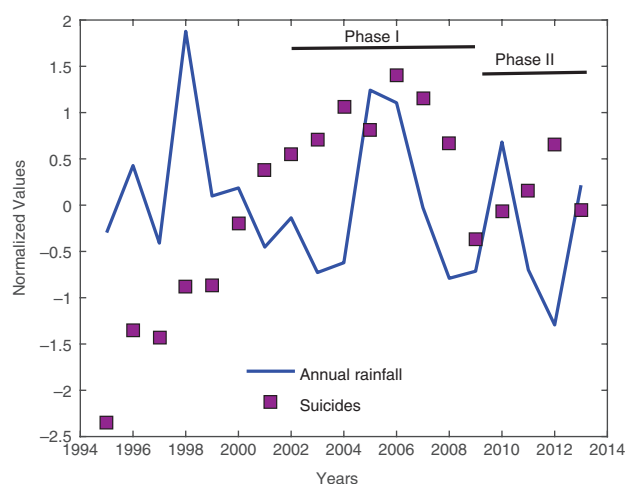 2
1.5
1
0.5
0
−0.5
−1
−1.5
−2
−2.5
Normalized Values
Phase I
Phase II
Annual rainfall
Suicides
1994 1996 1998 2000 2002 2004 2006 2008 2010 2012 2014
Years